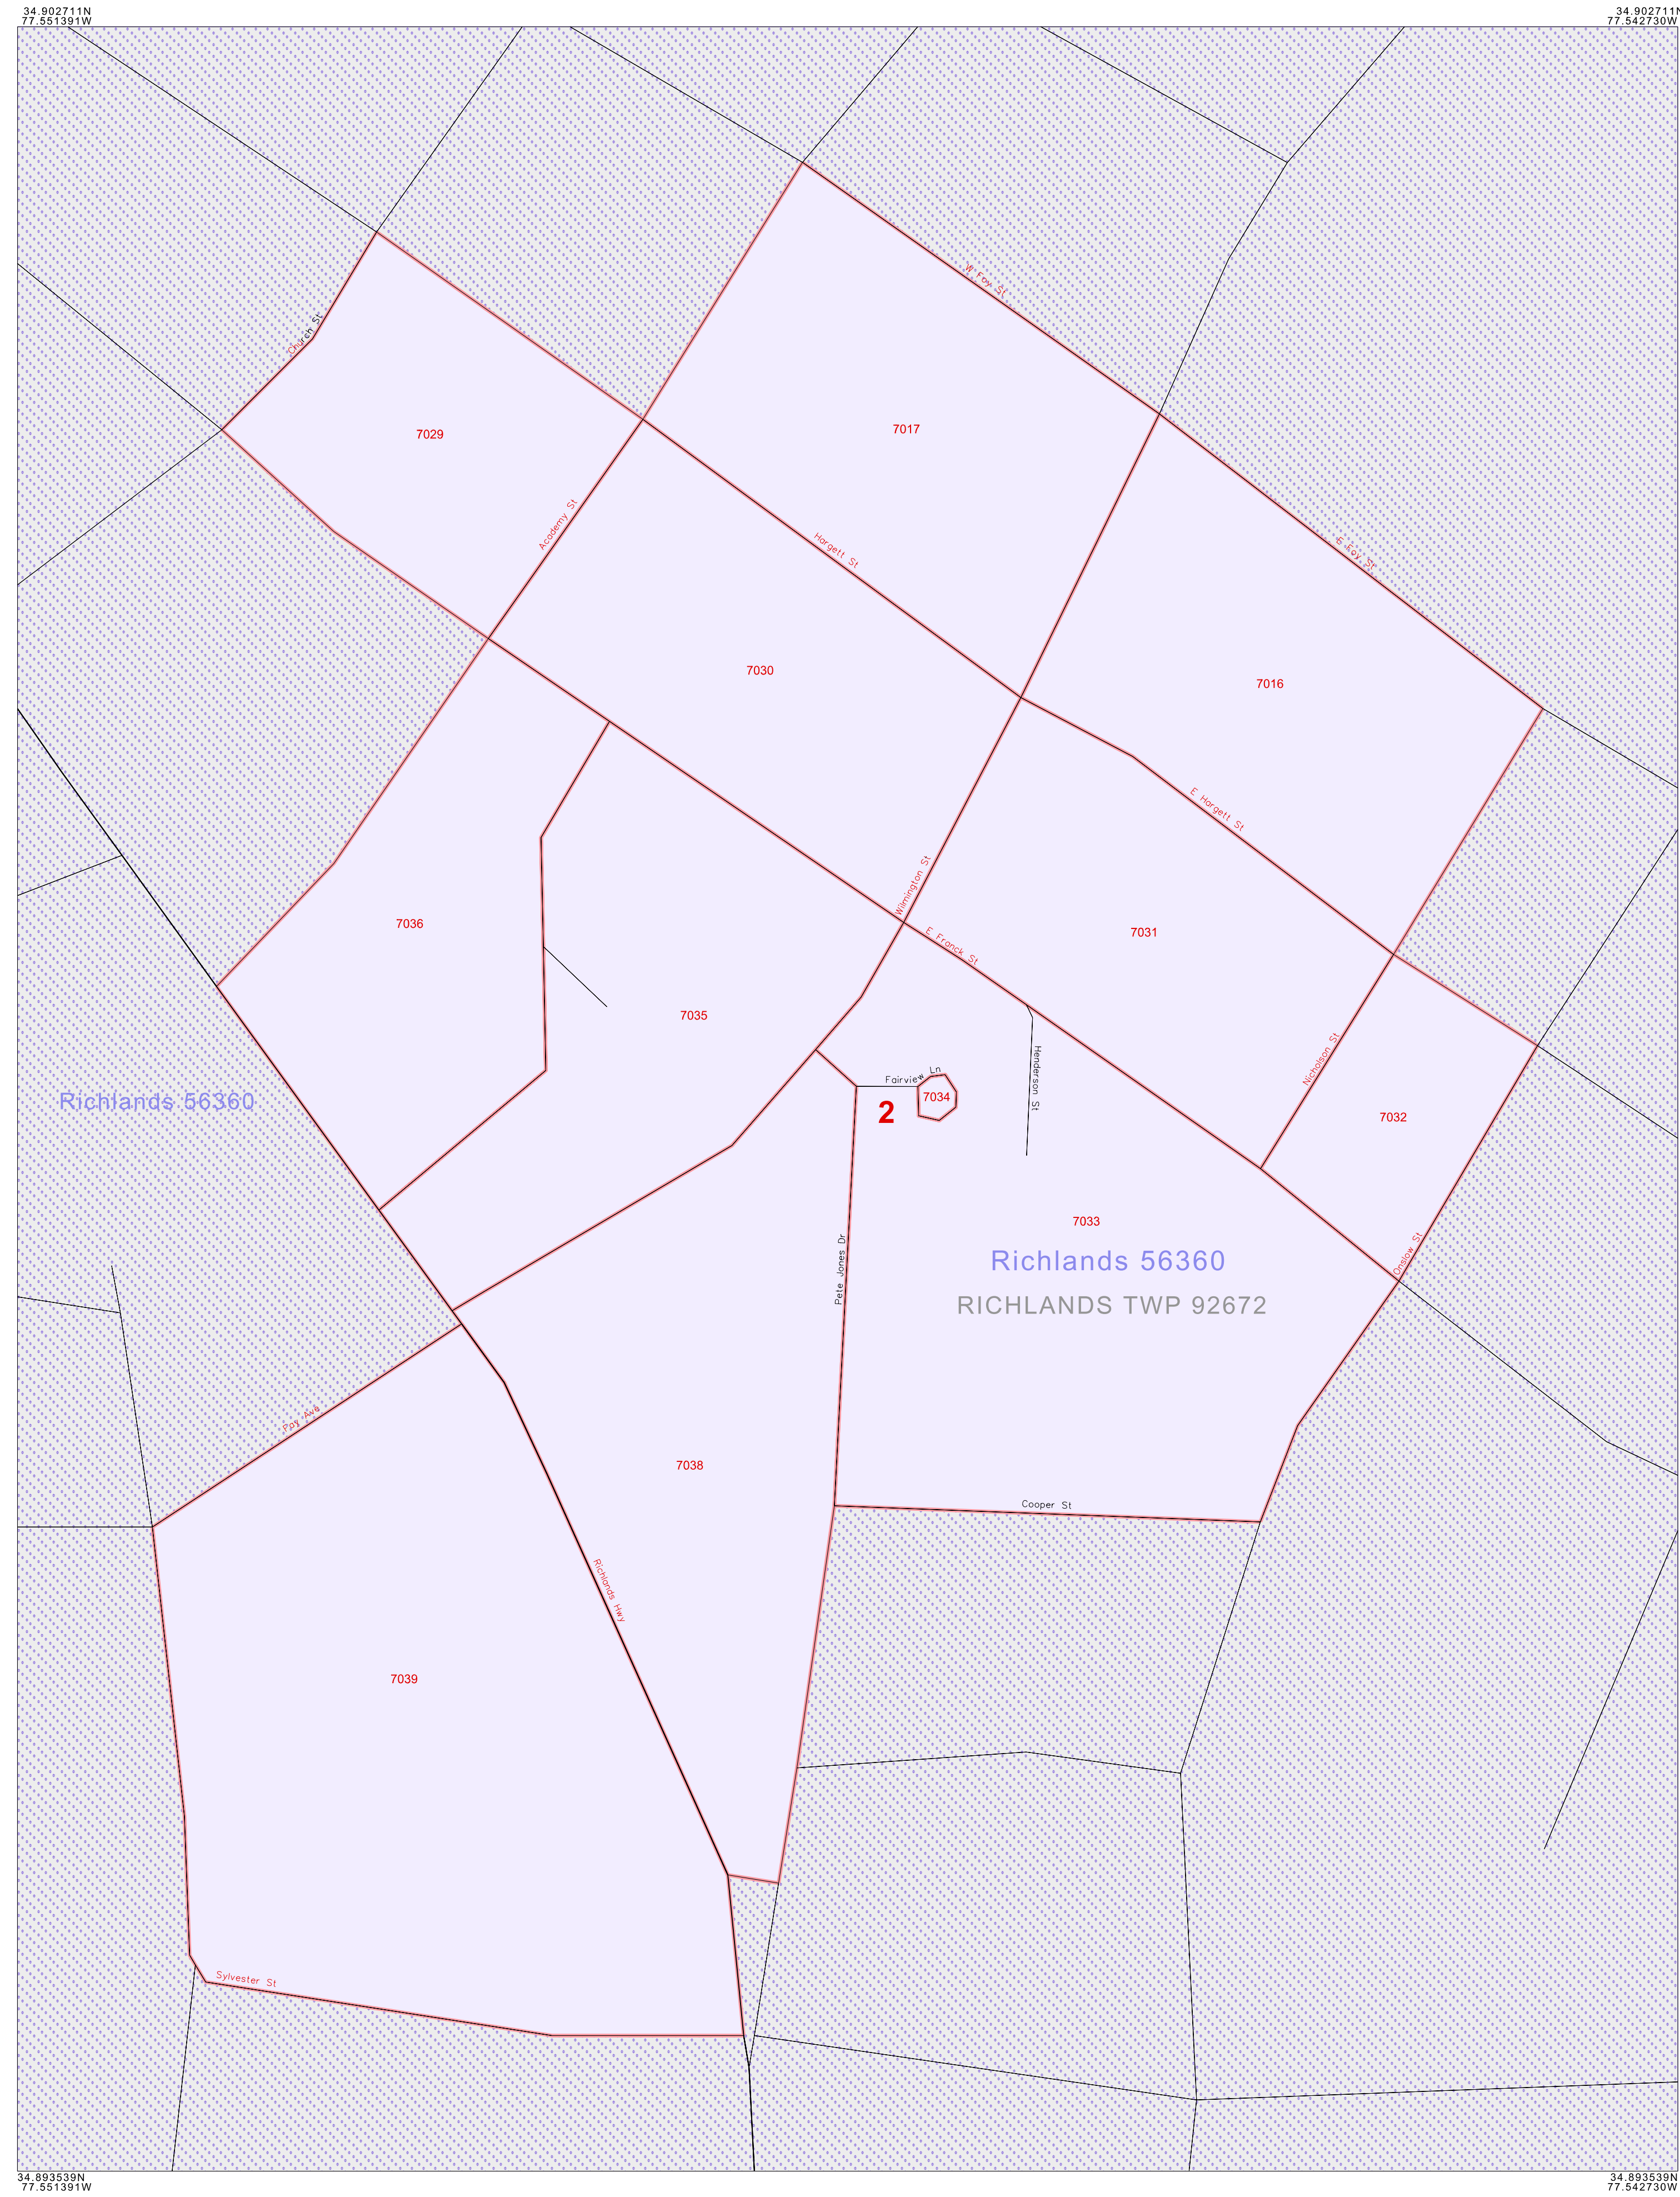 34.902711N
77.551391W
34.902711N
77.542730W
W Foy St
Church St
7029
7017
Academy St
Hargett St
E Foy St
7030
7016
E Hargett St
Wilmington St
7036
E Franck St
7031
7035
Nicholson St
Henderson St
Fairview Ln
7034
2
7032
Richlands 56360
7033
Pete Jones Dr
Richlands 56360
Onslow St
RICHLANDS TWP 92672
Foy Ave
7038
Cooper St
Richlands Hwy
7039
Sylvester St
34.893539N
77.551391W
34.893539N
77.542730W